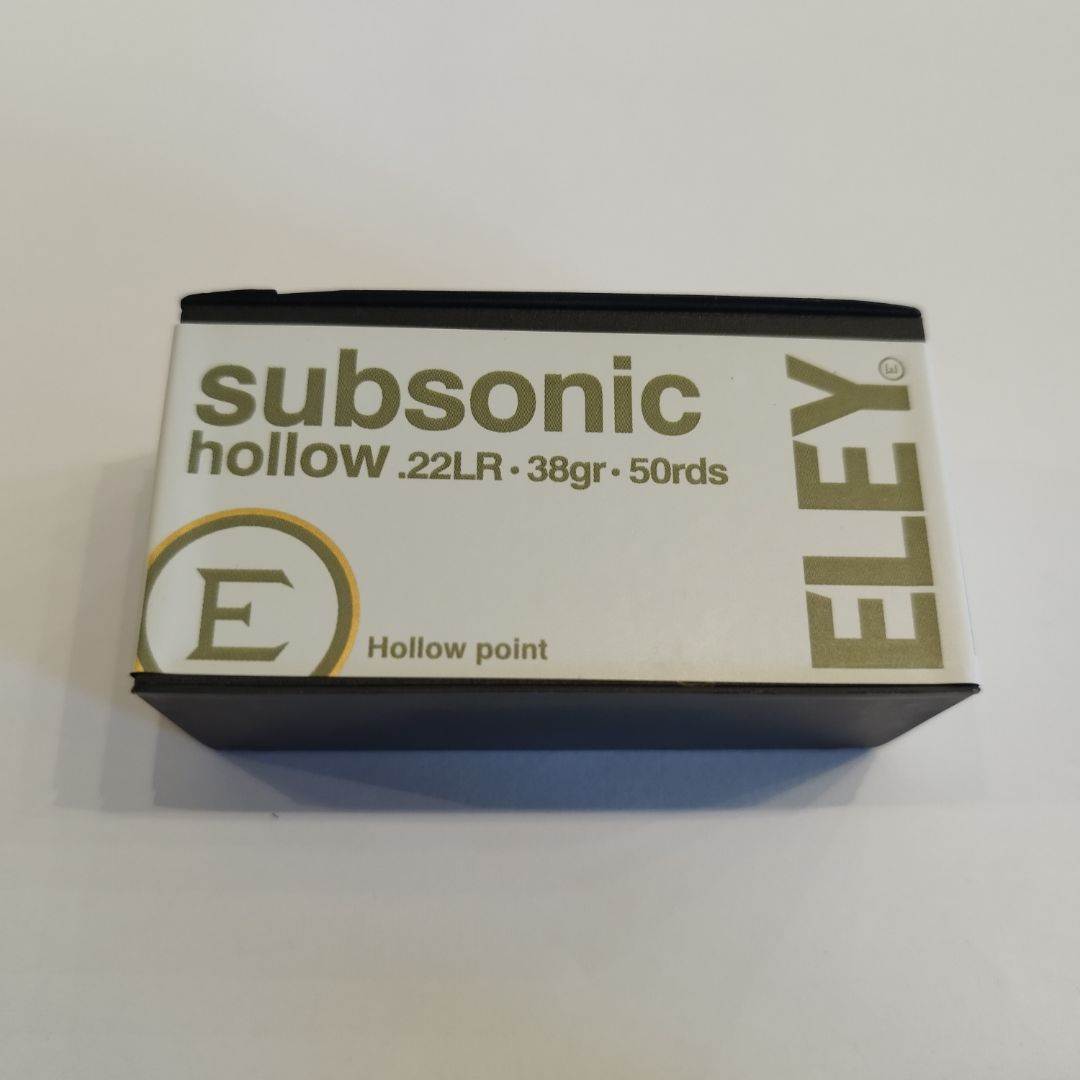 subsonic
hollow .22LR • 38gr • 50rds
E
Hollow point
ELEY